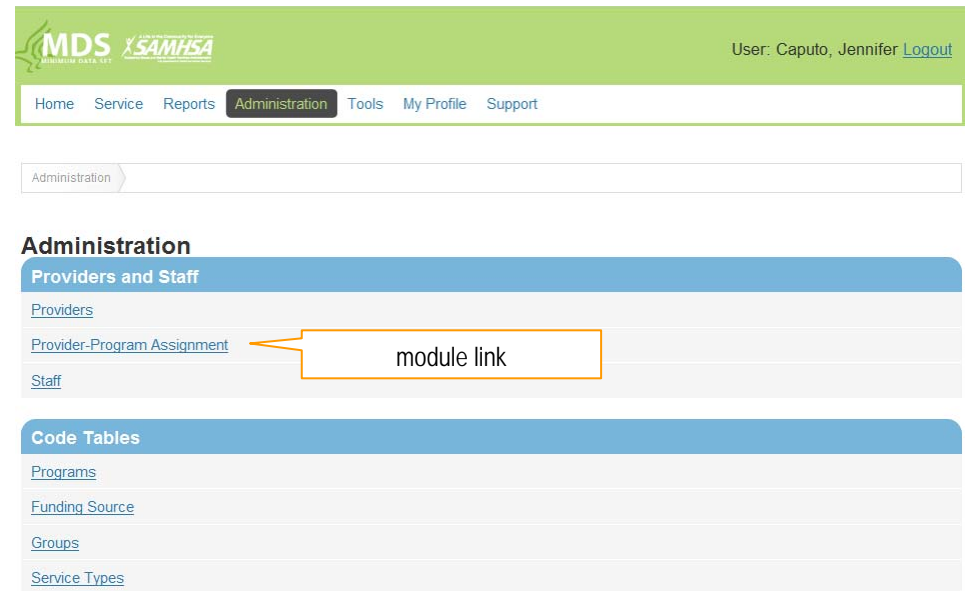 MDS SAMHSA
MINIMUM DATA SET
User: Caputo, Jennifer Logout
Home Service Reports Administration Tools My Profile Support
Administration
Administration
Providers and Staff
Providers
Provider-Program Assignment
module link
Staff
Code Tables
Programs
Funding Source
Groups
Service Types